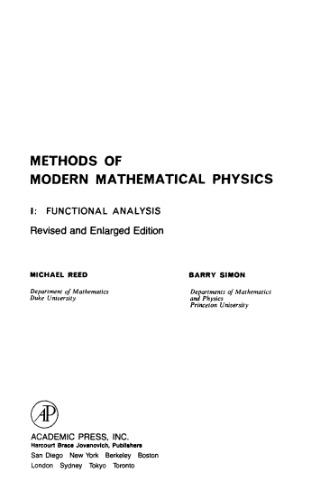 METHODS OF
MODERN MATHEMATICAL PHYSICS
I: FUNCTIONAL ANALYSIS
Revised and Enlarged Edition
MICHAEL REED
Department of Mathematics
Duke University
BARRY SIMON
Departments of Mathematics
and Physics
Princeton University
AP
ACADEMIC PRESS, INC.
Harcourt Brace Jovanovich, Publishers
San Diego New York Berkeley Boston
London Sydney Tokyo Toronto